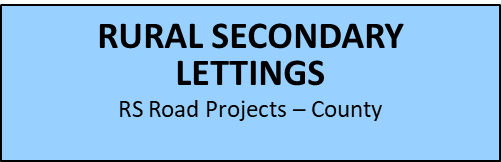 RURAL SECONDARY
LETTINGS
RS Road Projects – County